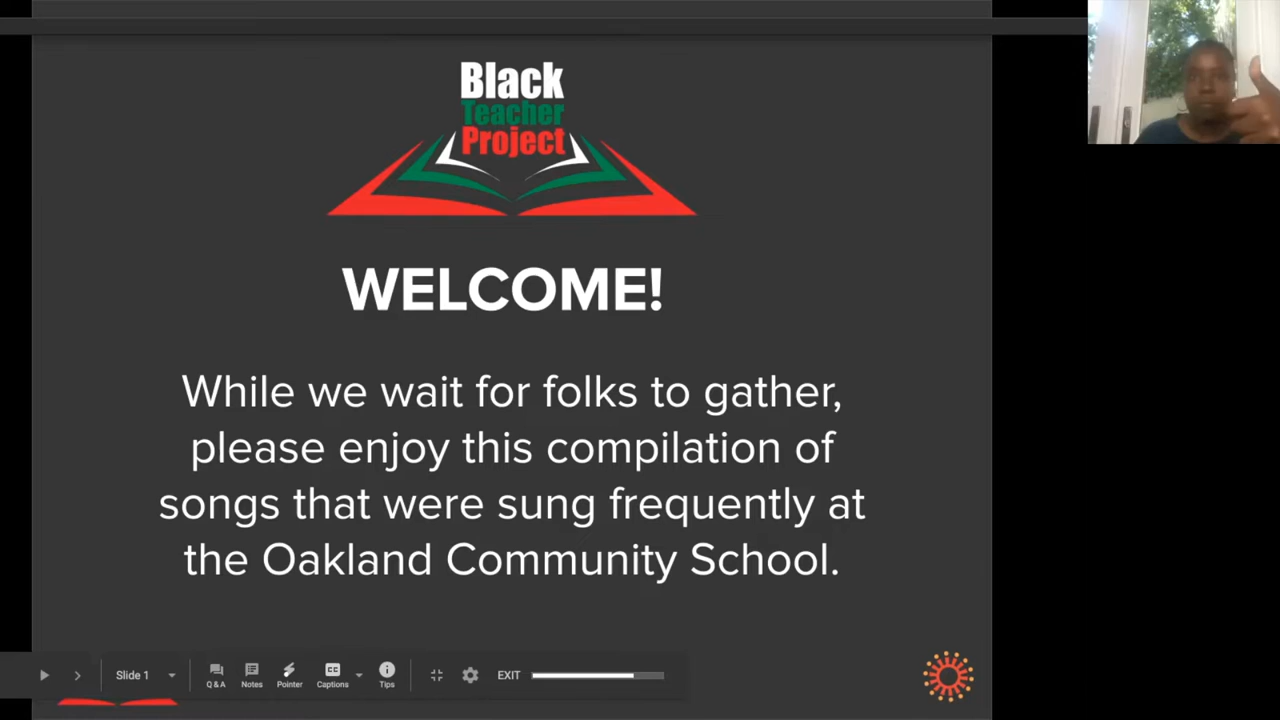 Black
Teacher
Project
WELCOME!
While we wait for folks to gather,
please enjoy this compilation of
songs that were sung frequently at
the Oakland Community School.
Slide 1
Q & A
Notes
Pointer
CC
Captions
Tips
EXIT